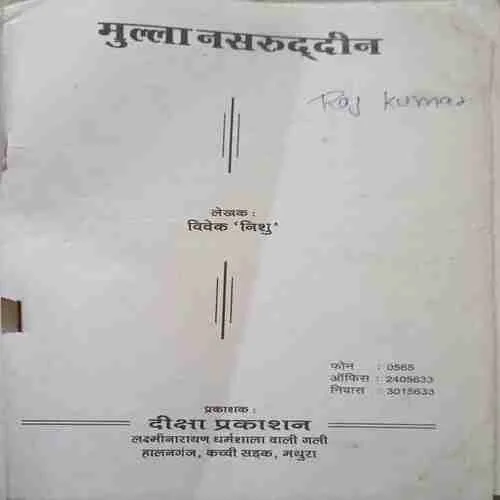 मुल्ला नसरुद्दीन
Raj Kumar
लेखक :
विवेक 'निशु'
फोन : 0565
ऑफिस : 2405633
निवास : 3015633
प्रकाशक :
दीक्षा प्रकाशन
लक्ष्मीनारायण धर्मशाला वाली गली
हालनगंज, कच्ची सड़क, मथुरा